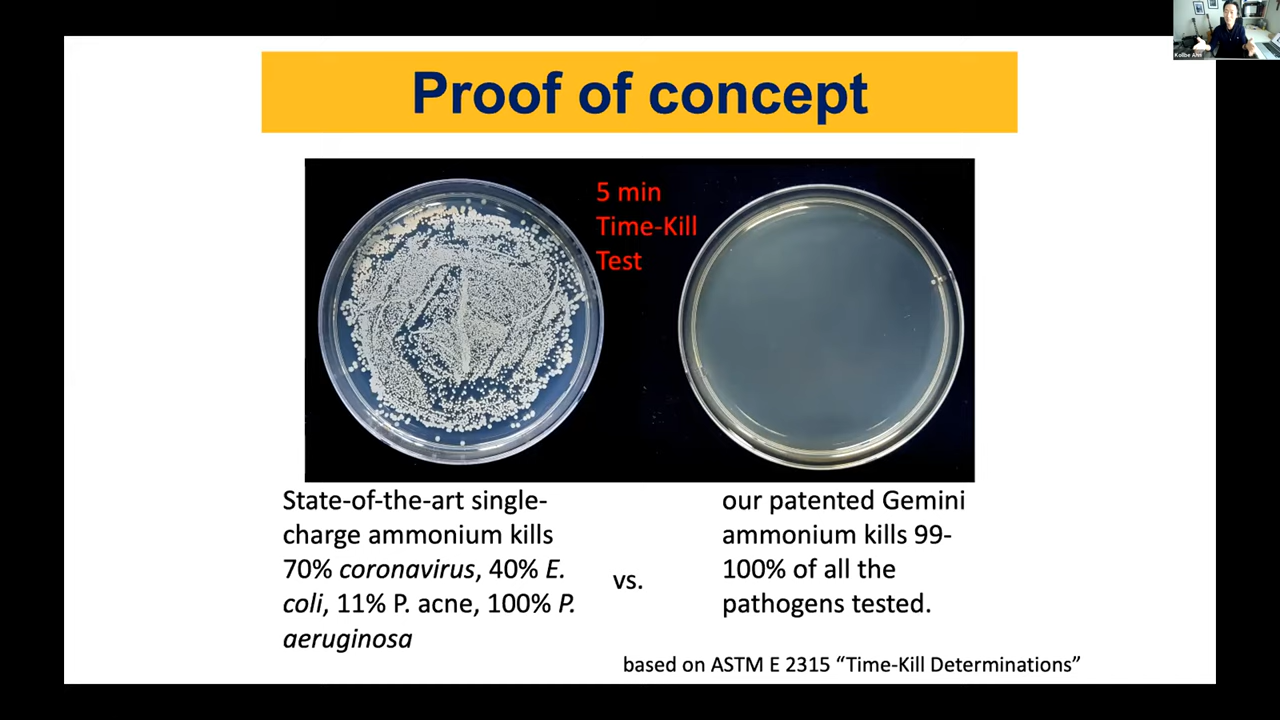 Proof of concept
5 min
Time-Kill
Test
State-of-the-art single-
charge ammonium kills
70% coronavirus, 40% E.
coli, 11% P. acne, 100% P.
aeruginosa
vs.
our patented Gemini
ammonium kills 99-
100% of all the
pathogens tested.
based on ASTM E 2315 “Time-Kill Determinations”